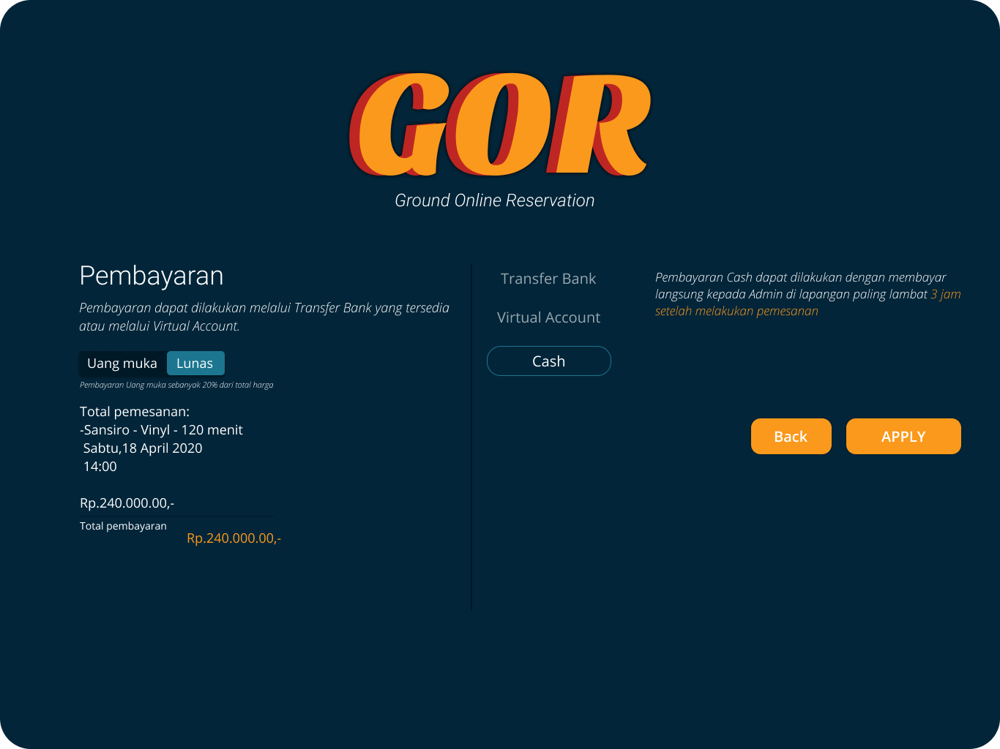 GOR
Ground Online Reservation
Pembayaran
Pembayaran dapat dilakukan melalui Transfer Bank yang tersedia
atau melalui Virtual Account.
Uang muka
Lunas
Pembayaran Uang muka sebanyak 20% dari total harga
Total pemesanan:
-Sansiro - Vinyl - 120 menit
Sabtu,18 April 2020
14:00
Rp.240.000.00,-
Total pembayaran
Rp.240.000.00,-
Transfer Bank
Virtual Account
Cash
Pembayaran Cash dapat dilakukan dengan membayar
langsung kepada Admin di lapangan paling lambat 3 jam
setelah melakukan pemesanan
Back
APPLY